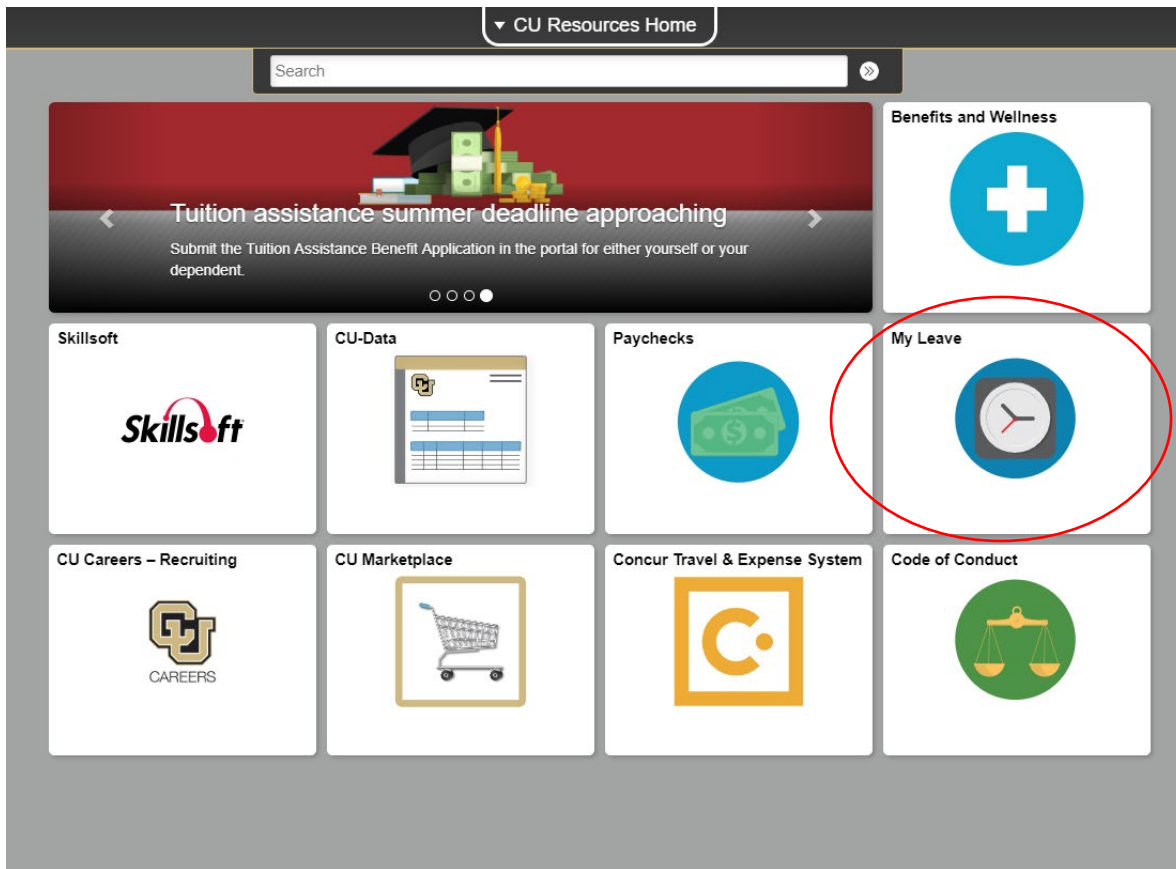 CU Resources Home
Search
Tuition assistance summer deadline approaching
Submit the Tuition Assistance Benefit Application in the portal for either yourself or your
dependent.
Benefits and Wellness
Skillsoft
Skillsoft
CU-Data
CU
Paychecks
$
My Leave
CU Careers – Recruiting
CU
CAREERS
CU Marketplace
Concur Travel & Expense System
C
Code of Conduct